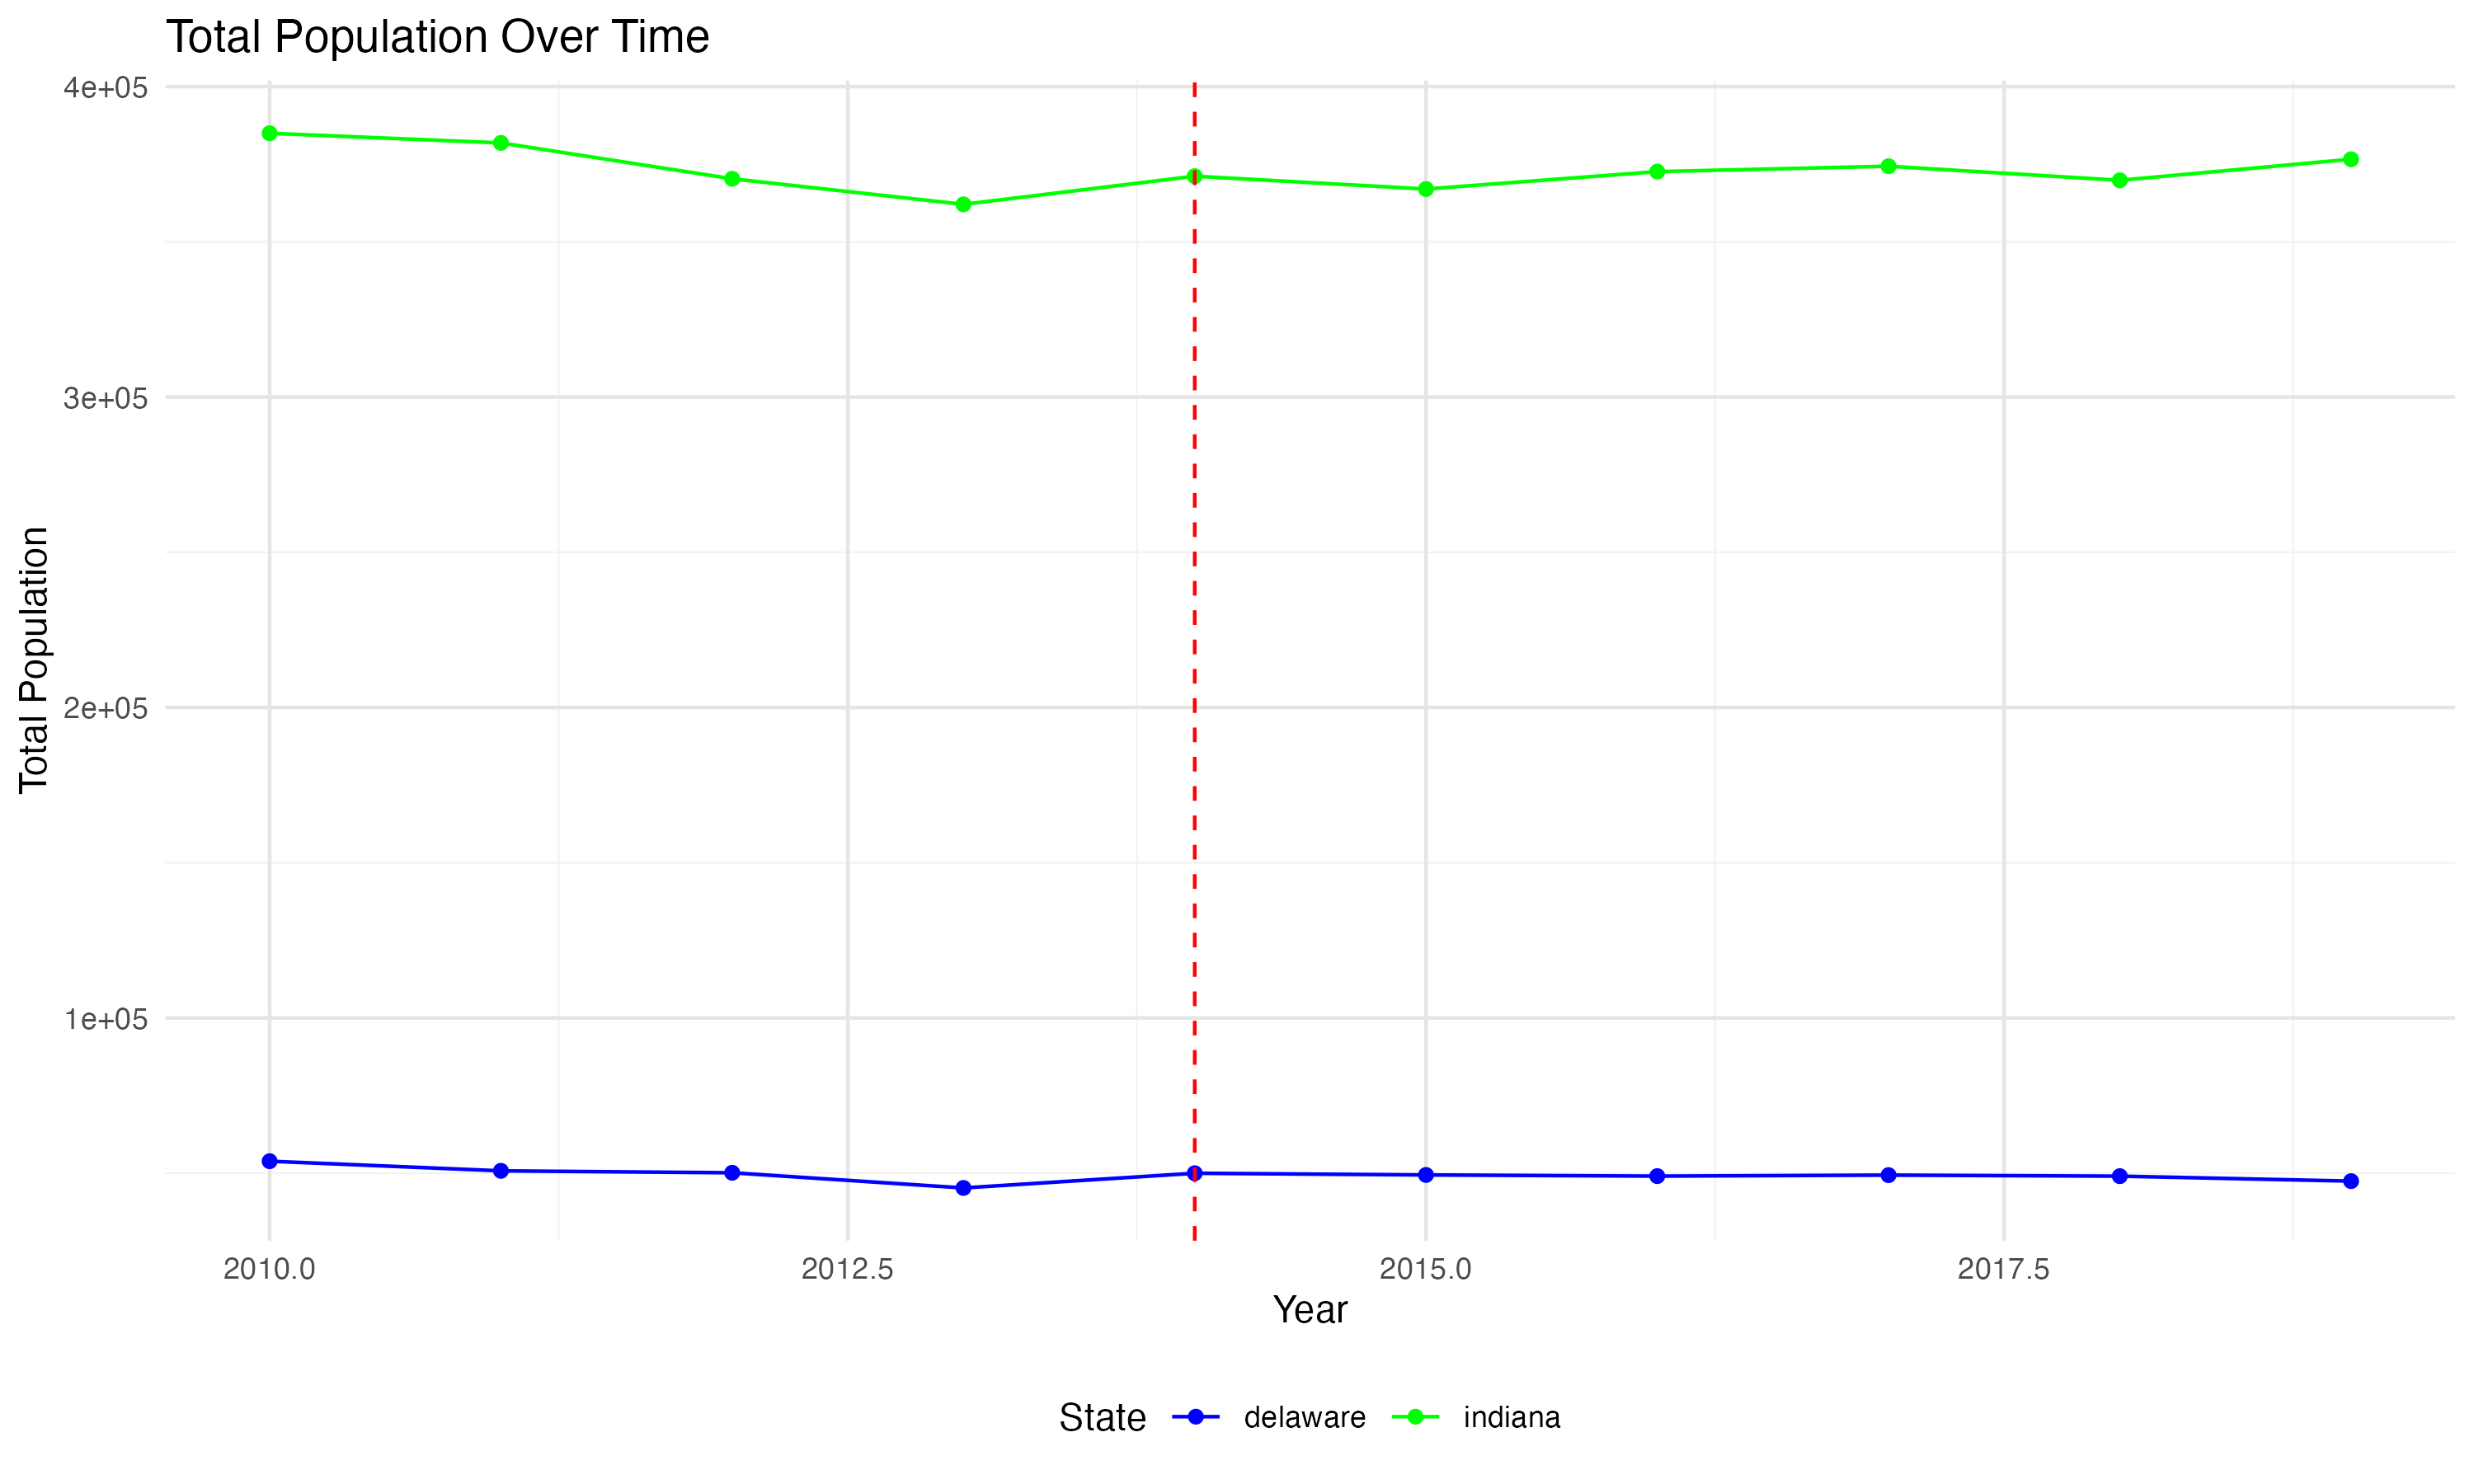 Total Population Over Time
4e+05
3e+05
2e+05
1e+05
Total Population
2010.0 2012.5 2015.0 2017.5
Year
State delaware indiana